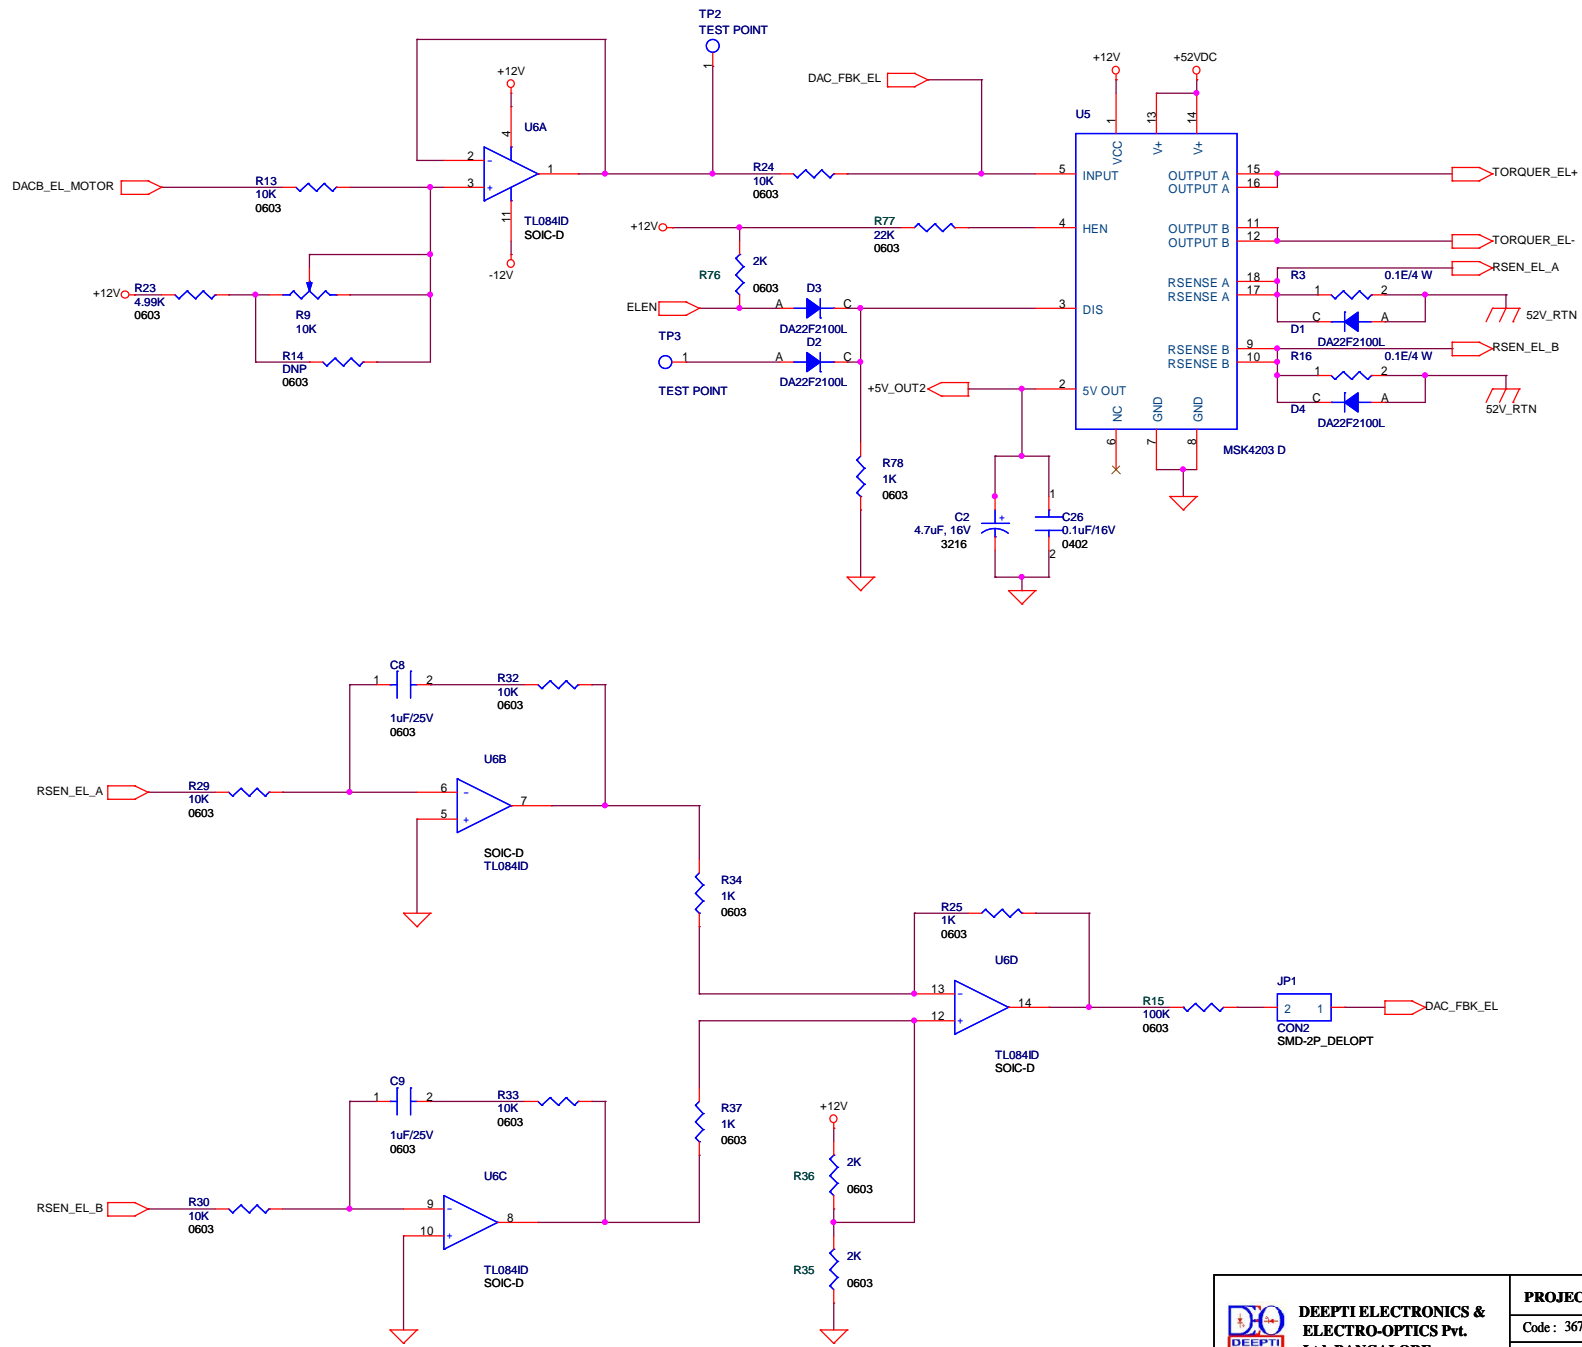 TP2
TEST POINT
1
+12V
4
U6A
2
3
1
11
TL084ID
SOIC-D
-12V
DACB_EL_MOTOR
R13
10K
0603
+12V
R23
4.99K
0603
R9
10K
R14
DNP
0603
DAC_FBK_EL
R24
10K
0603
+12V
R77
22K
0603
R76
2K
0603
ELEN
A
D3
C
DA22F2100L
D2
TP3
1
A
C
DA22F2100L
TEST POINT
+5V_OUT2
R78
1K
0603
C2
4.7uF, 16V
3216
1
C26
0.1uF/16V
0402
2
+12V
+52VDC
U5
1
13
14
VCC
V+
V+
5
INPUT
4
HEN
3
DIS
2
5V OUT
NC
GND
GND
6
7
8
OUTPUT A
OUTPUT A
15
16
OUTPUT B
OUTPUT B
11
12
RSENSE A
RSENSE A
18
17
RSENSE B
RSENSE B
9
10
MSK4203 D
TORQUER_EL+
TORQUER_EL-
RSEN_EL_A
R3
0.1E/4 W
1
2
C
A
D1
DA22F2100L
52V_RTN
RSEN_EL_B
R16
0.1E/4 W
1
2
C
A
D4
DA22F2100L
52V_RTN
C8
1
2
1uF/25V
0603
R32
10K
0603
U6B
RSEN_EL_A
R29
10K
0603
6
5
7
SOIC-D
TL084ID
R34
1K
0603
R25
1K
0603
U6D
13
12
14
TL084ID
SOIC-D
R15
100K
0603
JP1
2
1
CON2
SMD-2P_DELOPT
DAC_FBK_EL
C9
1
2
1uF/25V
0603
R33
10K
0603
U6C
RSEN_EL_B
R30
10K
0603
9
10
8
TL084ID
SOIC-D
R37
1K
0603
+12V
R36
2K
0603
R35
2K
0603
DEEPTI
DEEPTI ELECTRONICS &
ELECTRO-OPTICS Pvt.
PROJEC
Code : 367